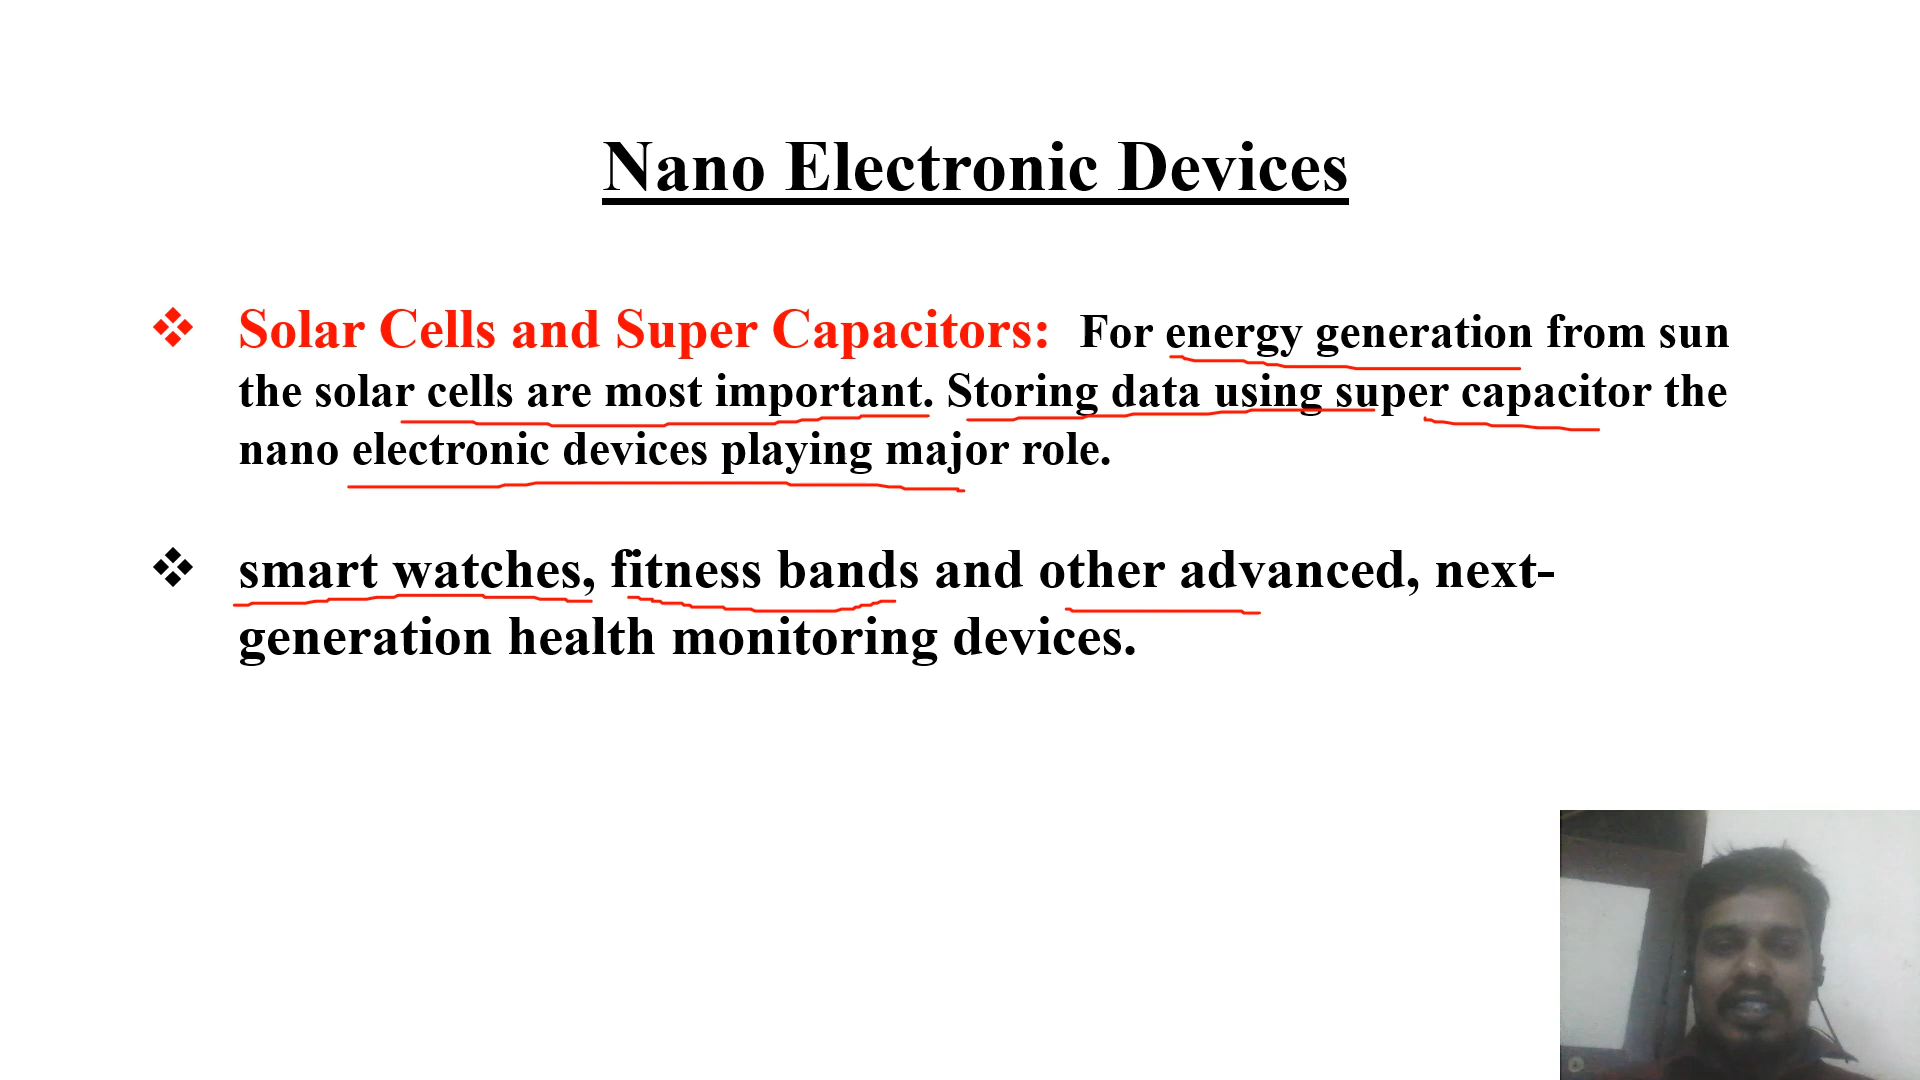 Nano Electronic Devices
❖ Solar Cells and Super Capacitors: For energy generation from sun
the solar cells are most important. Storing data using super capacitor the
nano electronic devices playing major role.
❖ smart watches, fitness bands and other advanced, next-
generation health monitoring devices.